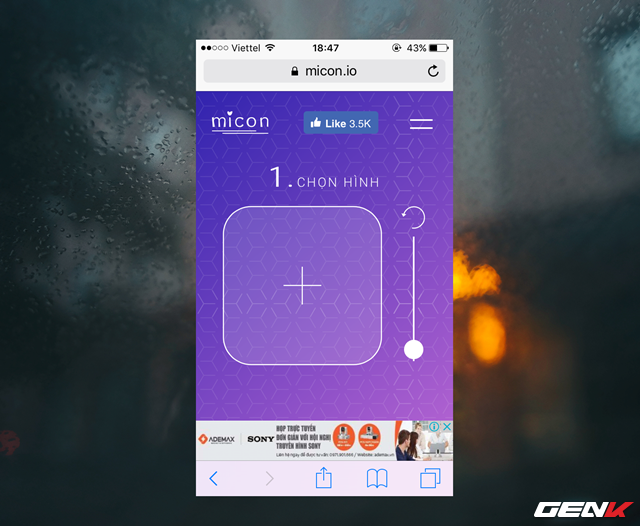 Viettel 18:47 43%
micon.io
micon Like 3.5K
1. CHỌN HÌNH
ADEMAX SONY
HỌP TRỰC TUYẾN
ĐƠN GIẢN VỚI HỘI NGHỊ
TRUYỀN HÌNH SONY
GENK